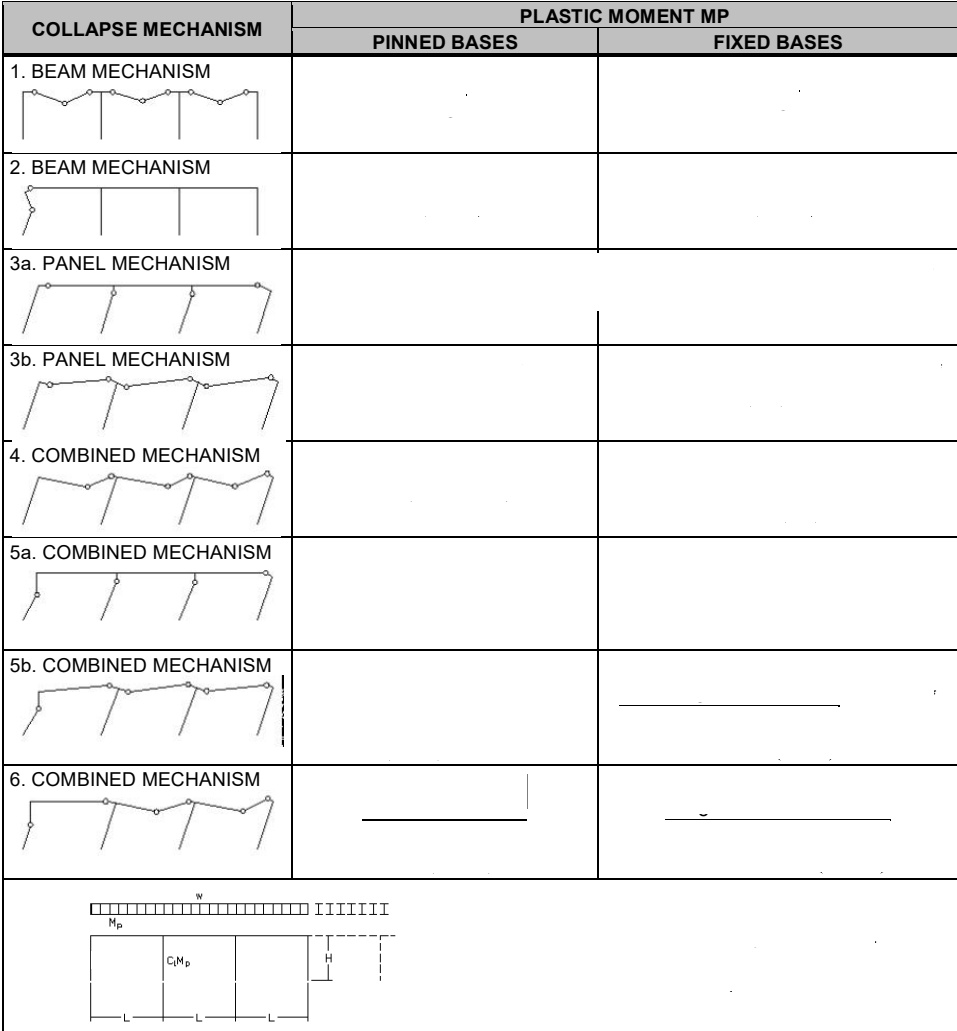 COLLAPSE MECHANISM
PLASTIC MOMENT MP
PINNED BASES
FIXED BASES
1. BEAM MECHANISM
2. BEAM MECHANISM
3a. PANEL MECHANISM
3b. PANEL MECHANISM
4. COMBINED MECHANISM
5a. COMBINED MECHANISM
5b. COMBINED MECHANISM
6. COMBINED MECHANISM
w
Mp
C₁Mp
H
L L L